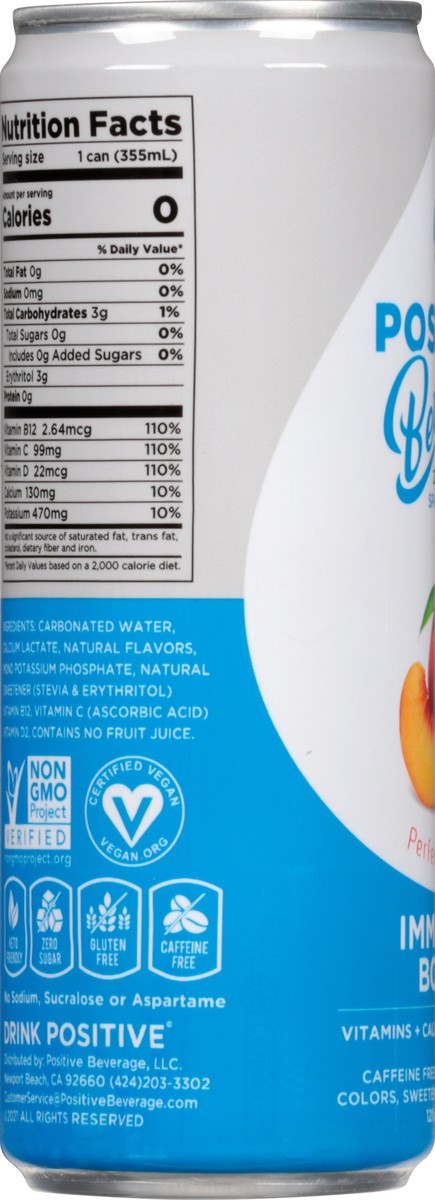 Nutrition Facts
Serving size 1 can (355mL)
Amount per serving
Calories 0
% Daily Value*
Total Fat 0g 0%
Sodium 0mg 0%
Total Carbohydrates 3g 1%
Total Sugars 0g 0%
Includes 0g Added Sugars 0%
Erythritol 3g
Protein 0g
Vitamin B12 2.64mcg 110%
Vitamin C 99mg 110%
Vitamin D 22mcg 110%
Calcium 130mg 10%
Potassium 470mg 10%
Not a significant source of saturated fat, trans fat,
cholesterol, dietary fiber and iron.
*Percent Daily Values based on a 2,000 calorie diet.
INGREDIENTS: CARBONATED WATER,
CALCIUM LACTATE, NATURAL FLAVORS,
MONO POTASSIUM PHOSPHATE, NATURAL
SWEETENER (STEVIA & ERYTHRITOL)
VITAMIN B12, VITAMIN C (ASCORBIC ACID)
VITAMIN D2, CONTAINS NO FRUIT JUICE.
NON
GMO
Project
VERIFIED
nongmoproject.org
CERTIFIED VEGAN
VEGAN.ORG
KETO
FRIENDLY
ZERO
SUGAR
GLUTEN
FREE
CAFFEINE
FREE
No Sodium, Sucralose or Aspartame
DRINK POSITIVE®
Distributed by: Positive Beverage, LLC.
Newport Beach, CA 92660 (424)203-3302
CustomerService@PositiveBeverage.com
©2021 ALL RIGHTS RESERVED
POS
Be
Perfe
IMM
BO
VITAMINS + CAL
CAFFEINE FREE
COLORS, SWEETE
12